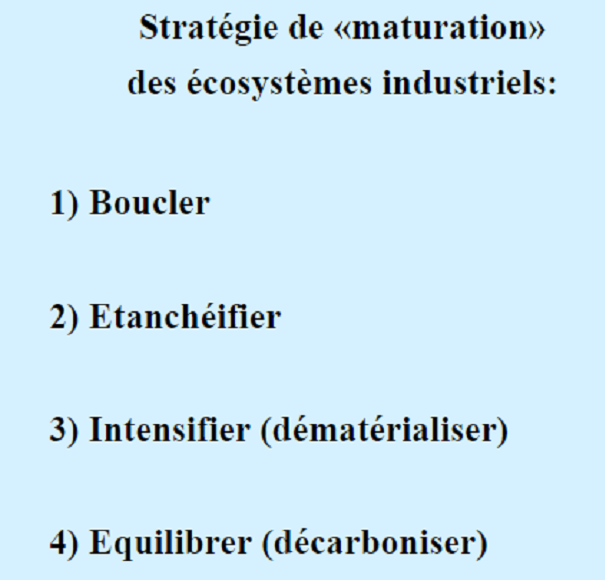 Stratégie de «maturation»
des écosystèmes industriels:
1) Boucler
2) Etanchéifier
3) Intensifier (dématérialiser)
4) Equilibrer (décarboniser)